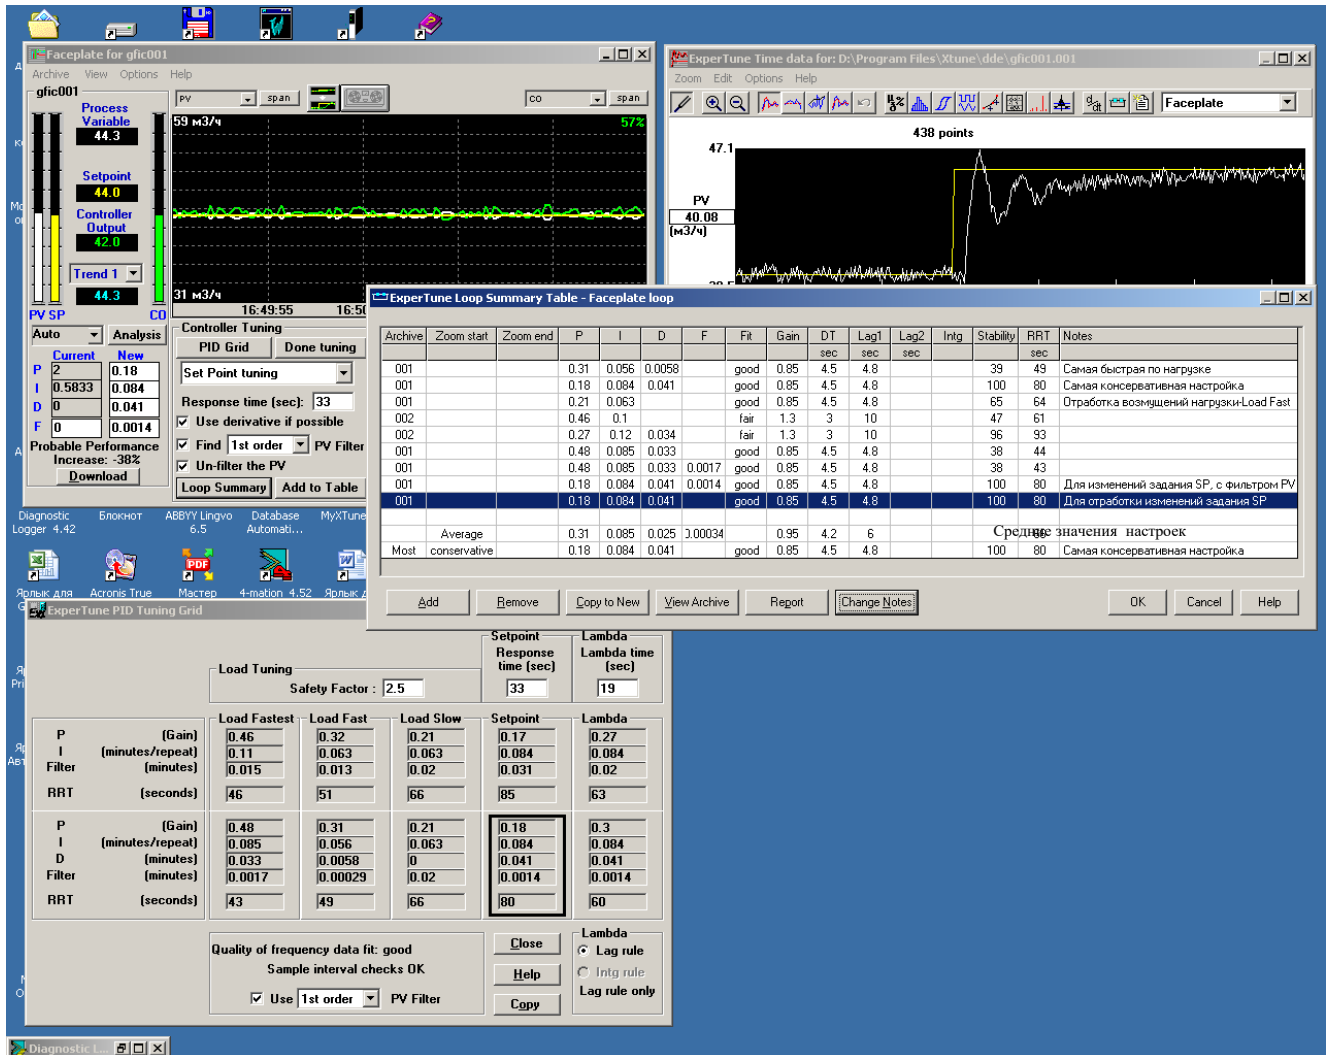 Faceplate for gfic001
Archive View Options Help
gfic001
PV span CO span
Process
Variable
44.3
Setpoint
44.0
Controller
Output
42.0
Trend 1
44.3
PV SP CO
59 м3/ч 57%
31 м3/ч
16:49:55
Auto Analysis
Current New
P 2 0.18
I 0.5833 0.084
D 0 0.041
F 0 0.0014
Probable Performance
Increase: -38%
Download
Controller Tuning
PID Grid Done tuning
Set Point tuning
Response time (sec): 33
Use derivative if possible
Find 1st order PV Filter
Un-filter the PV
Loop Summary Add to Table
ExperTune Time data for: D:\Program Files\Xtune\dde\gfic001.001
Zoom Edit Options Help
Faceplate
438 points
47.1
PV
40.08
(м3/ч)
ExperTune Loop Summary Table - Faceplate loop
Archive Zoom start Zoom end P I D F Fit Gain DT Lag1 Lag2 Intg Stability RRT Notes
sec sec sec sec
001 0.31 0.056 0.0058 good 0.85 4.5 4.8 39 49 Самая быстрая по нагрузке
001 0.18 0.084 0.041 good 0.85 4.5 4.8 100 80 Самая консервативная настройка
001 0.21 0.063 good 0.85 4.5 4.8 65 64 Отработка возмущений нагрузки-Load Fast
002 0.46 0.1 fair 1.3 3 10 47 61
002 0.27 0.12 0.034 fair 1.3 3 10 96 93
001 0.48 0.085 0.033 good 0.85 4.5 4.8 38 44
001 0.48 0.085 0.033 0.0017 good 0.85 4.5 4.8 38 43
001 0.18 0.084 0.041 0.0014 good 0.85 4.5 4.8 100 80 Для изменений задания SP, с фильтром PV
001 0.18 0.084 0.041 good 0.85 4.5 4.8 100 80 Для отработки изменений задания SP
Average 0.31 0.085 0.025 0.00034 0.95 4.2 6 Средние значения настроек
Most conservative 0.18 0.084 0.041 good 0.85 4.5 4.8 100 80 Самая консервативная настройка
Add Remove Copy to New View Archive Report Change Notes OK Cancel Help
Diagnostic
Logger 4.42
Блокнот
ABBYY Lingvo
6.5
Database
Automati...
MyXTune
Ярлык для
Acronis True
Мастер
4-mation 4.52
ExperTune PID Tuning Grid
Load Tuning
Safety Factor : 2.5
Setpoint
Response
time (sec)
33
Lambda
Lambda time
(sec)
19
Load Fastest Load Fast Load Slow Setpoint Lambda
P (Gain) 0.46 0.32 0.21 0.17 0.27
I (minutes/repeat) 0.11 0.063 0.063 0.084 0.084
Filter (minutes) 0.015 0.013 0.02 0.031 0.02
RRT (seconds) 46 51 66 85 63
P (Gain) 0.48 0.31 0.21 0.18 0.3
I (minutes/repeat) 0.085 0.056 0.063 0.084 0.084
D (minutes) 0.033 0.0058 0 0.041 0.041
Filter (minutes) 0.0017 0.00029 0.02 0.0014 0.0014
RRT (seconds) 43 49 66 80 60
Quality of frequency data fit: good
Sample interval checks OK
Use 1st order PV Filter
Close
Help
Copy
Lambda
Lag rule
Intg rule
Lag rule only
Diagnostic L...